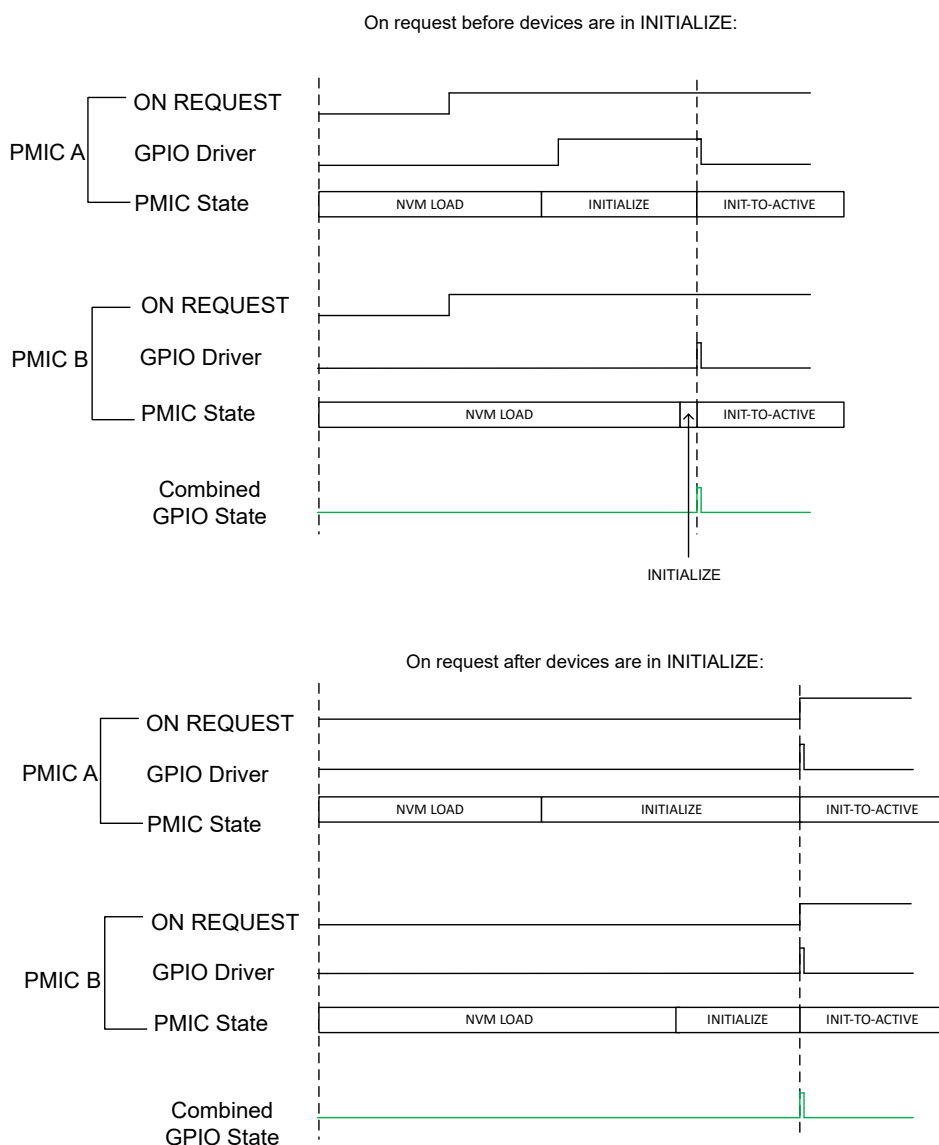 On request before devices are in INITIALIZE:
ON REQUEST
PMIC A
GPIO Driver
PMIC State
NVM LOAD
INITIALIZE
INIT-TO-ACTIVE
ON REQUEST
PMIC B
GPIO Driver
PMIC State
NVM LOAD
INIT-TO-ACTIVE
Combined
GPIO State
INITIALIZE
On request after devices are in INITIALIZE:
ON REQUEST
PMIC A
GPIO Driver
PMIC State
NVM LOAD
INITIALIZE
INIT-TO-ACTIVE
ON REQUEST
PMIC B
GPIO Driver
PMIC State
NVM LOAD
INITIALIZE
INIT-TO-ACTIVE
Combined
GPIO State